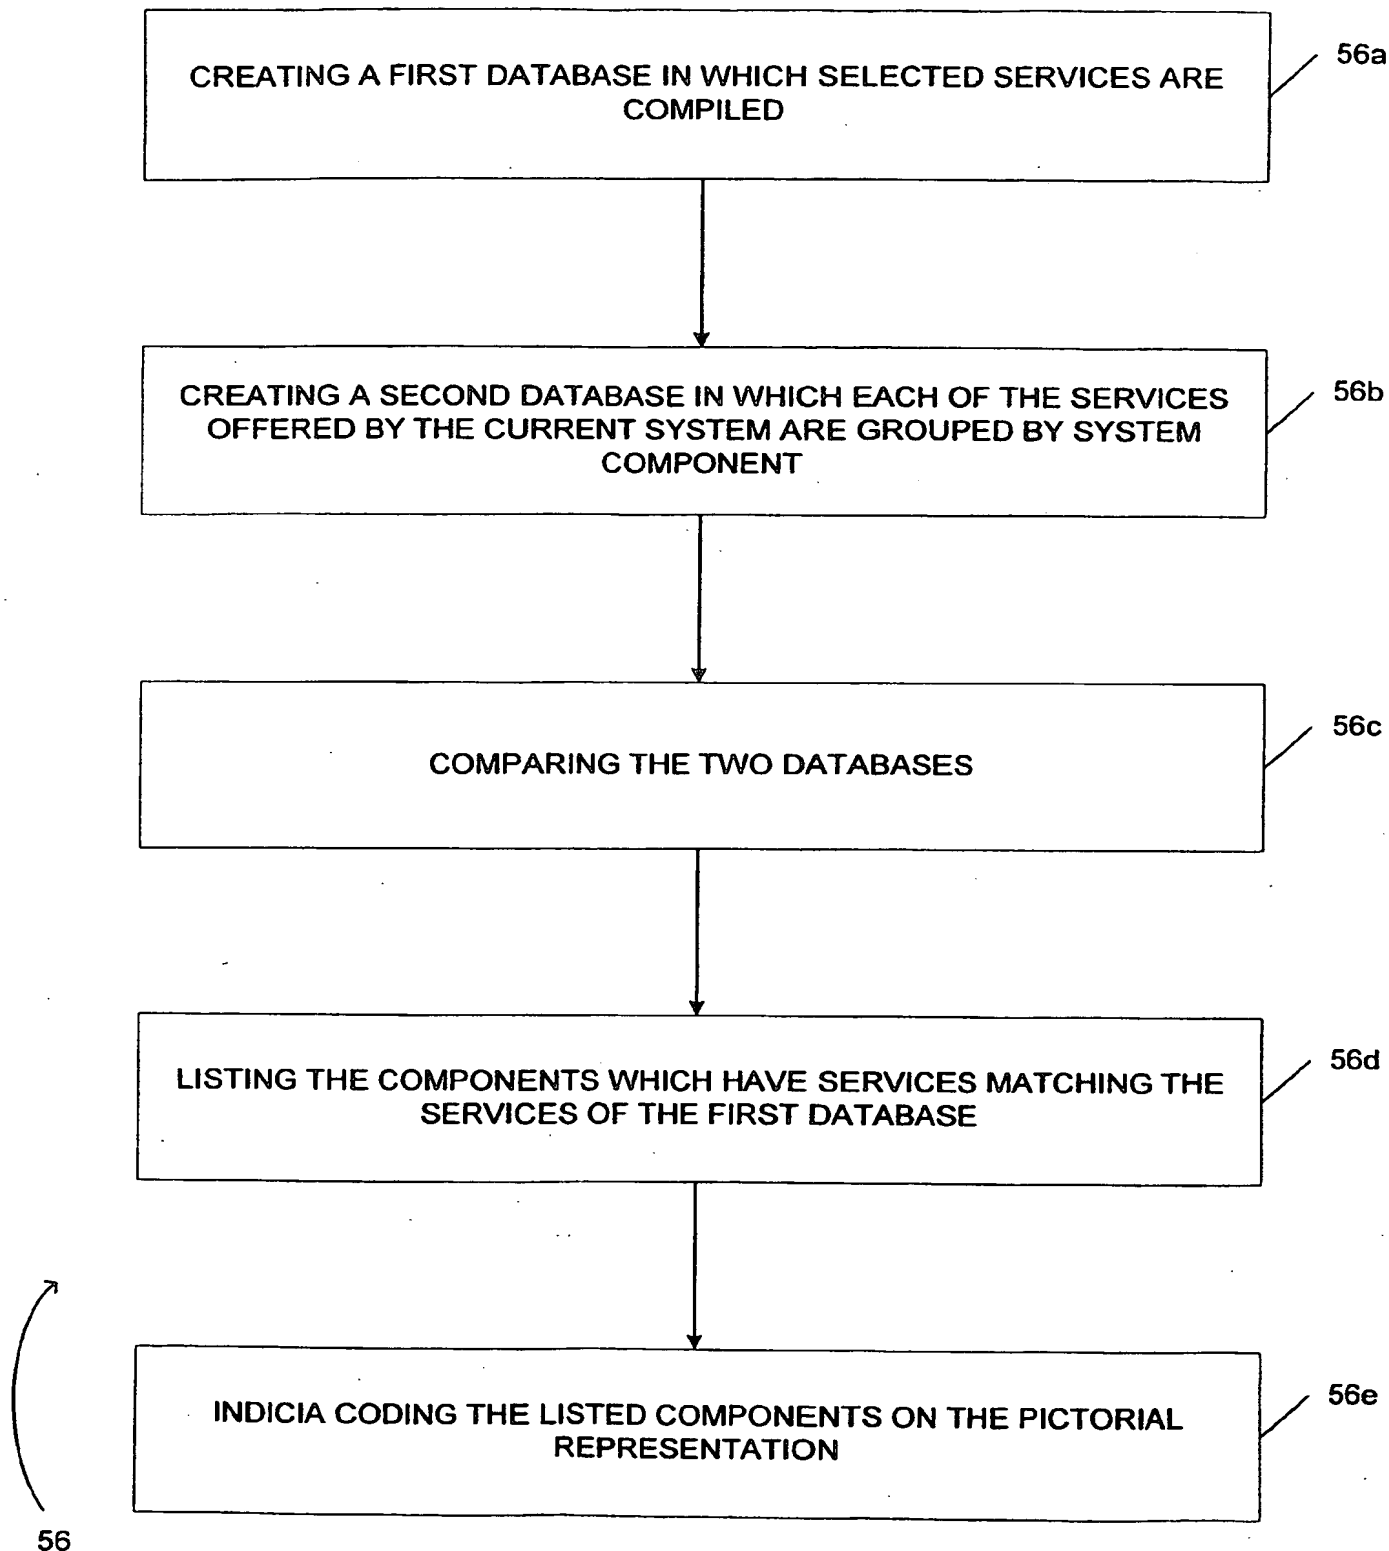 CREATING A FIRST DATABASE IN WHICH SELECTED SERVICES ARE
COMPILED
56a
CREATING A SECOND DATABASE IN WHICH EACH OF THE SERVICES
OFFERED BY THE CURRENT SYSTEM ARE GROUPED BY SYSTEM
COMPONENT
56b
COMPARING THE TWO DATABASES
56c
LISTING THE COMPONENTS WHICH HAVE SERVICES MATCHING THE
SERVICES OF THE FIRST DATABASE
56d
INDICIA CODING THE LISTED COMPONENTS ON THE PICTORIAL
REPRESENTATION
56e
56